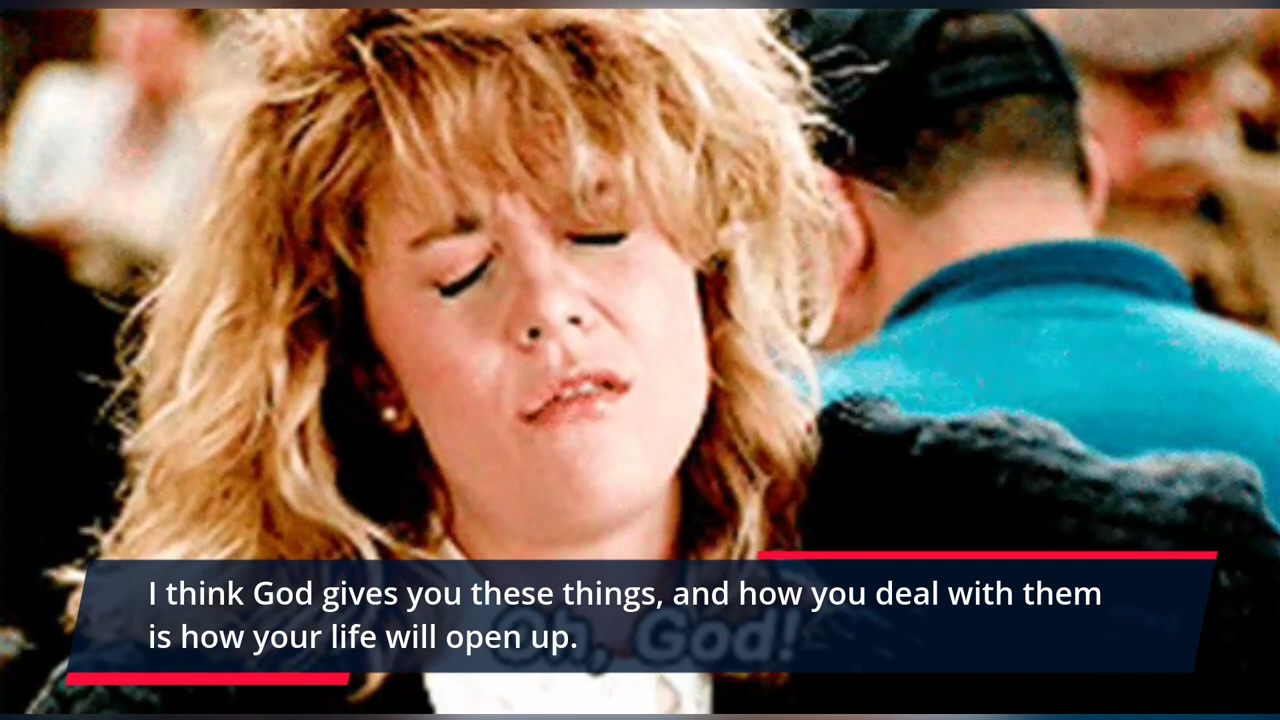 I think God gives you these things, and how you deal with them
is how your life will open up.
Oh, God!